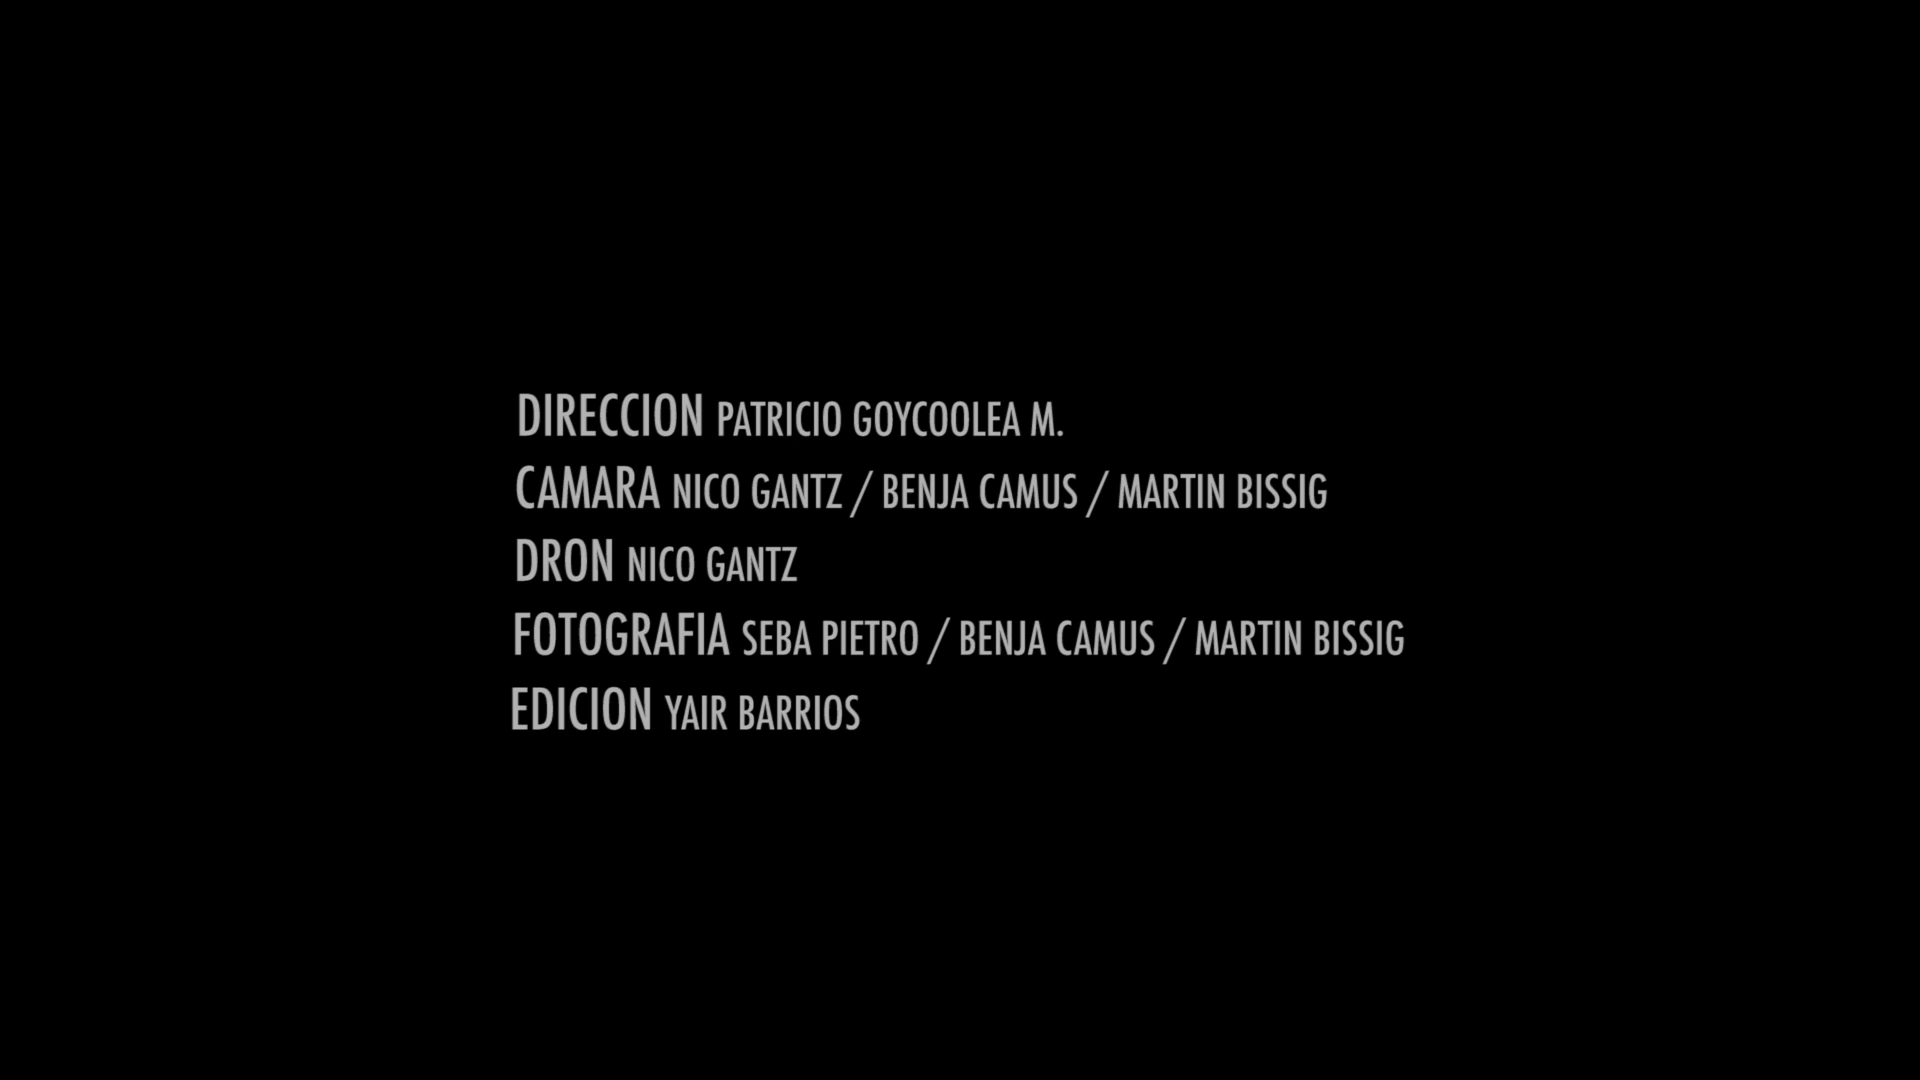 DIRECCION PATRICIO GOYCOOLEA M.
CAMARA NICO GANTZ / BENJA CAMUS / MARTIN BISSIG
DRON NICO GANTZ
FOTOGRAFIA SEBA PIETRO / BENJA CAMUS / MARTIN BISSIG
EDICION YAIR BARRIOS